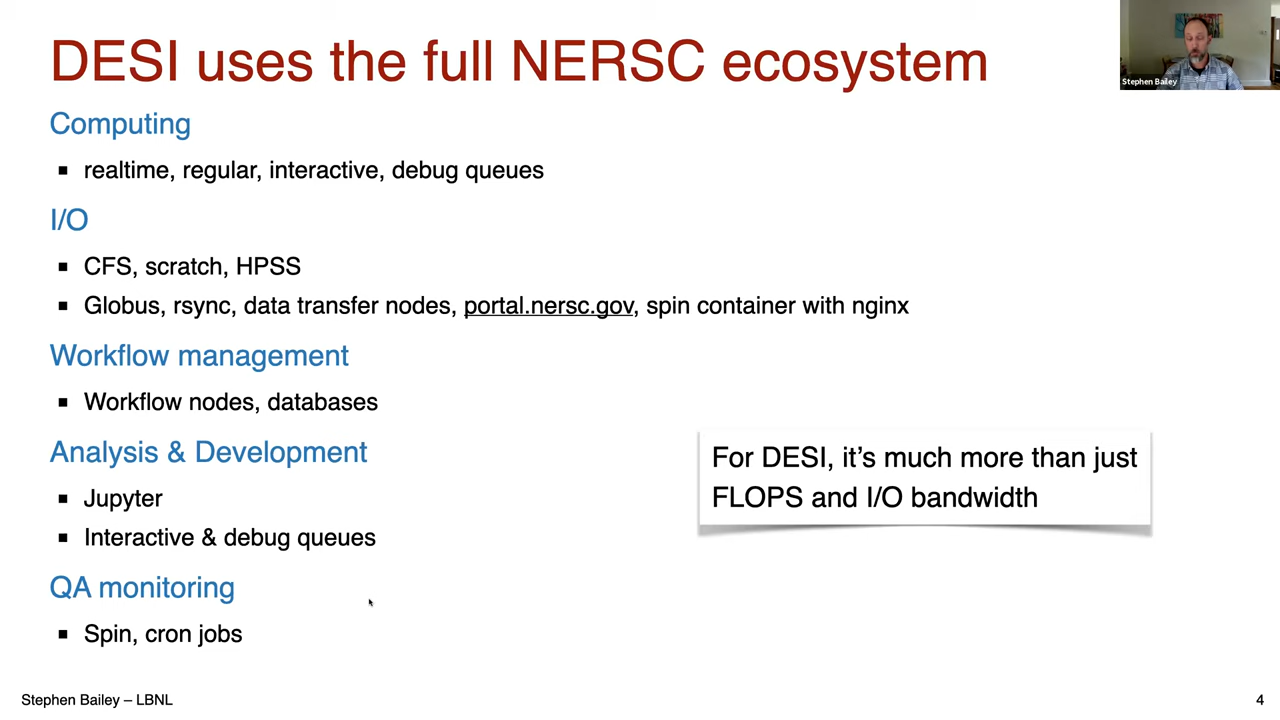 DESI uses the full NERSC ecosystem
Stephen Bailey
Computing
▪ realtime, regular, interactive, debug queues
I/O
▪ CFS, scratch, HPSS
▪ Globus, rsync, data transfer nodes, portal.nersc.gov, spin container with nginx
Workflow management
▪ Workflow nodes, databases
Analysis & Development
▪ Jupyter
▪ Interactive & debug queues
For DESI, it’s much more than just
FLOPS and I/O bandwidth
QA monitoring
▪ Spin, cron jobs
Stephen Bailey – LBNL
4